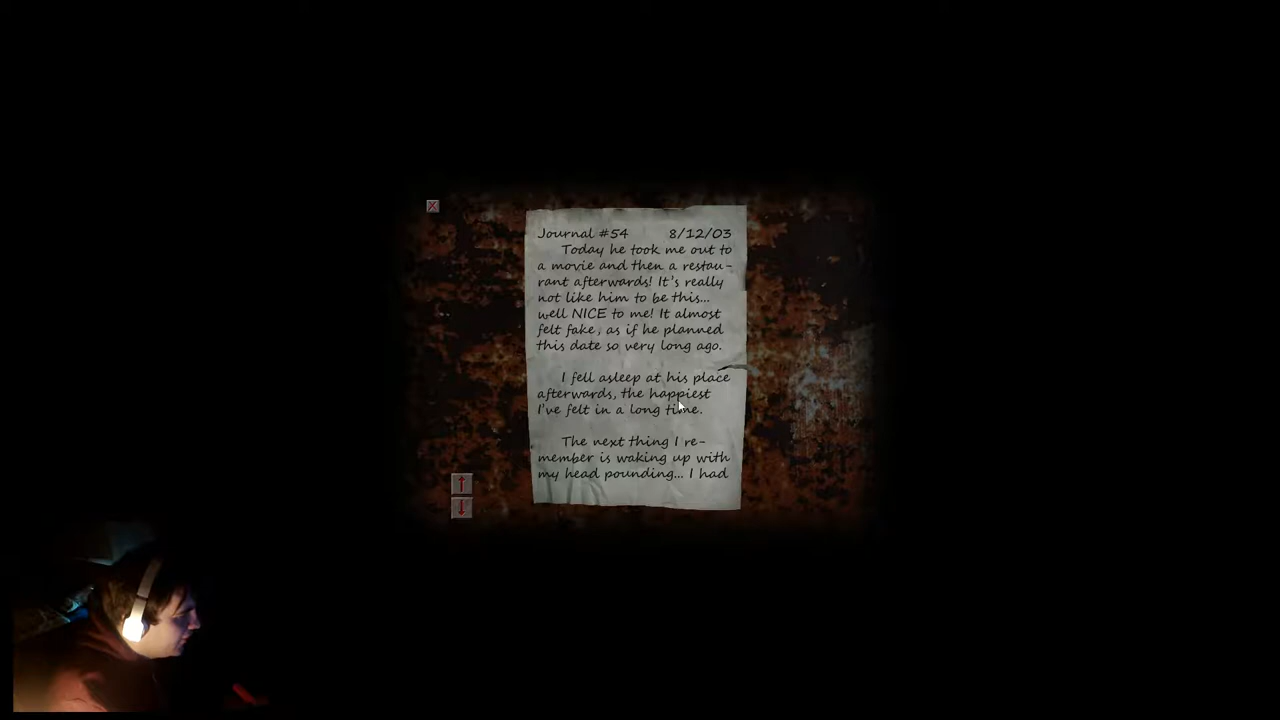 Journal #54 8/12/03
Today he took me out to
a movie and then a restau-
rant afterwards! It's really
not like him to be this...
well NICE to me! It almost
felt fake, as if he planned
this date so very long ago.
I fell asleep at his place
afterwards, the happiest
I've felt in a long time.
The next thing I re-
member is waking up with
my head pounding... I had